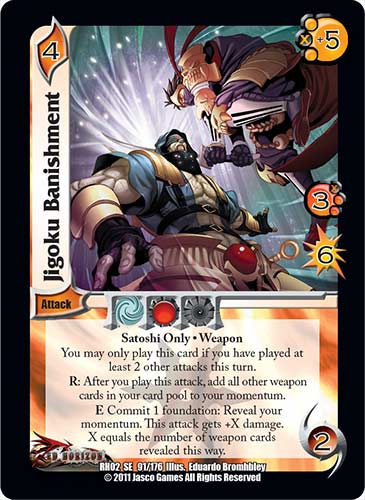 4
+5
Jigoku Banishment
3
6
Attack
Satoshi Only • Weapon
You may only play this card if you have played at
least 2 other attacks this turn.
R: After you play this attack, add all other weapon
cards in your card pool to your momentum.
E Commit 1 foundation: Reveal your
momentum. This attack gets +X damage.
X equals the number of weapon cards
revealed this way.
2
RED HORIZON
RH02 SE 91/176 Illus. Eduardo Bromhbley
© 2011 Jasco Games All Rights Reserved